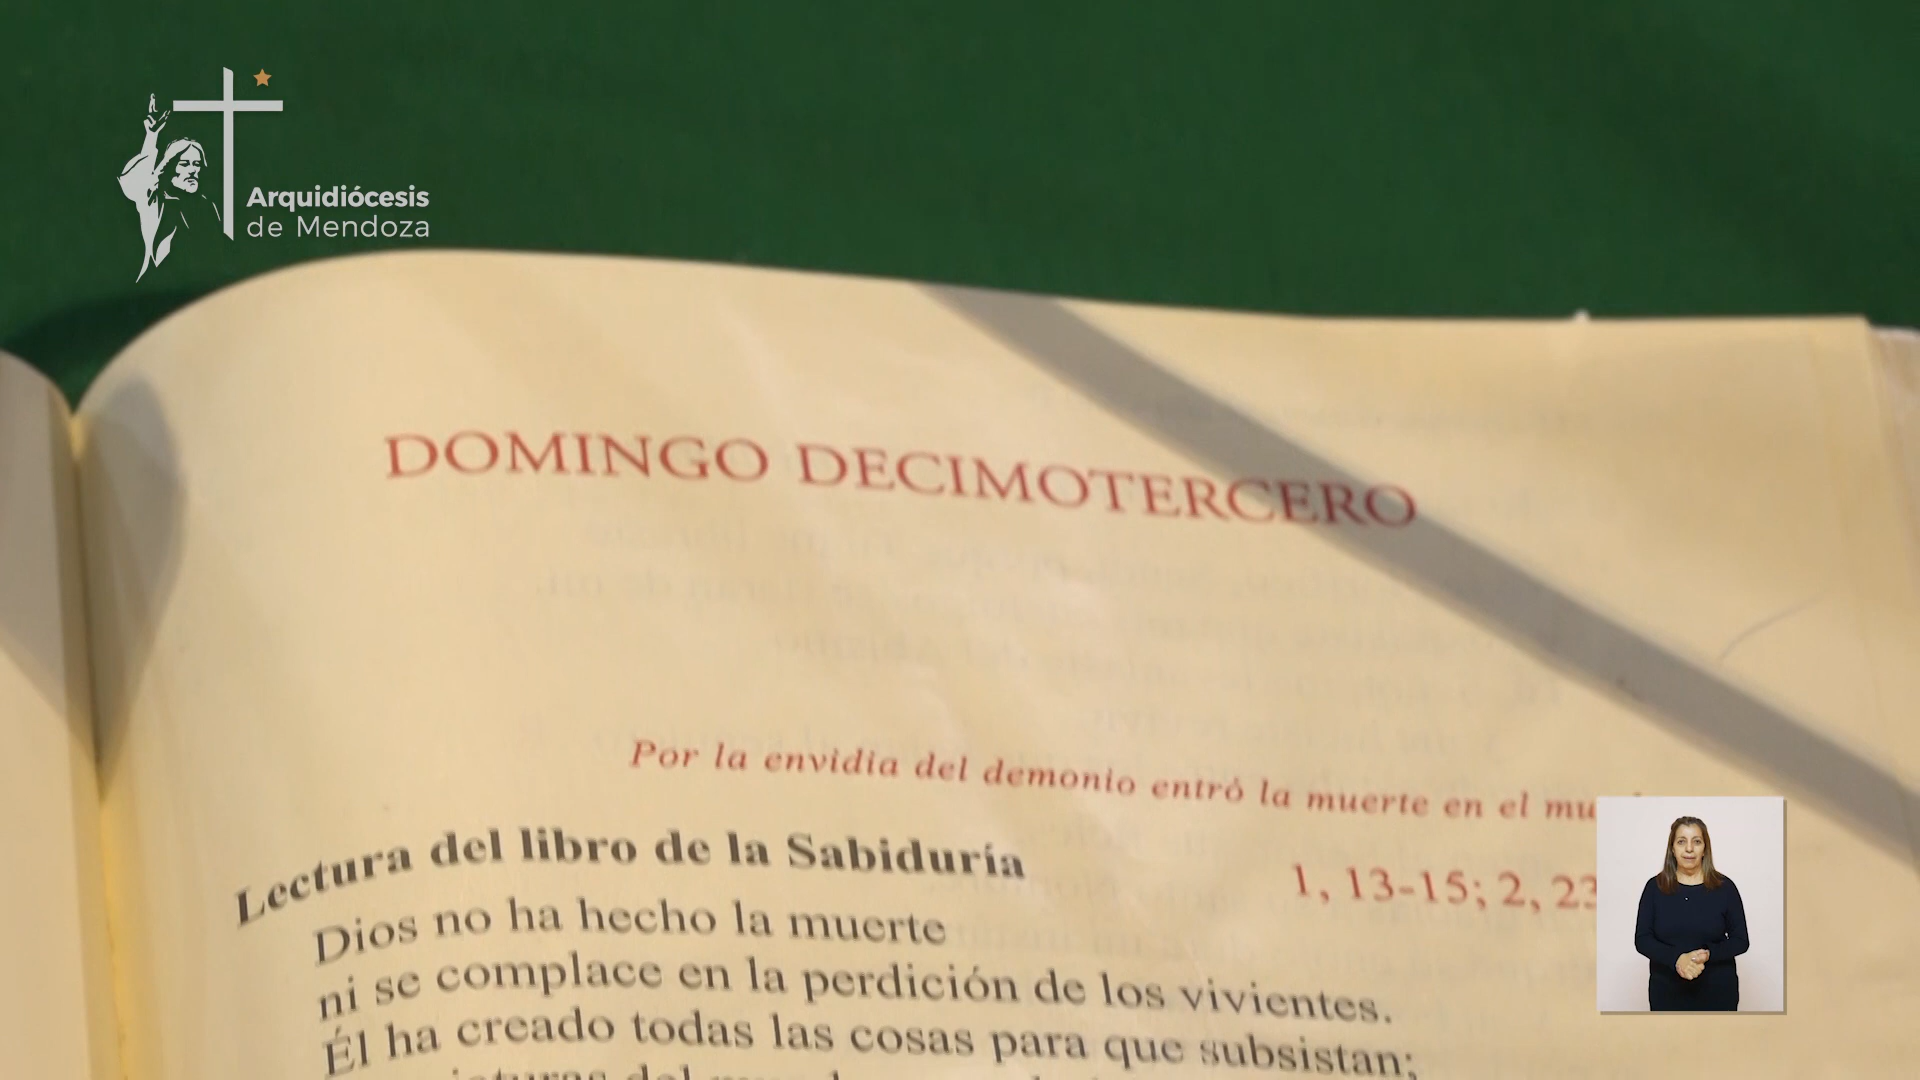 Arquidiócesis
de Mendoza
DOMINGO DECIMOTERCERO
Por la envidia del demonio entró la muerte en el
Lectura del libro de la Sabiduría 1, 13-15; 2, 23
Dios no ha hecho la muerte
ni se complace en la perdición de los vivientes.
Él ha creado todas las cosas para que subsistan;